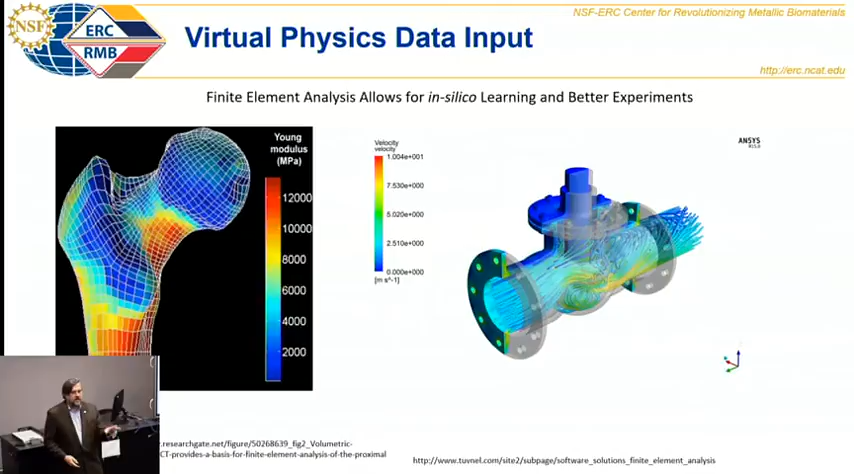 NSF
ERC
RMB
NSF-ERC Center for Revolutionizing Metallic Biomaterials
Virtual Physics Data Input
http://erc.ncat.edu
Finite Element Analysis Allows for in-silico Learning and Better Experiments
Young
modulus
(MPa)
12000
10000
8000
6000
4000
2000
Velocity
velocity
1.004e+001
7.530e+000
5.020e+000
2.510e+000
0.000e+000
[m s^-1]
ANSYS
.researchgate.net/figure/50268639_fig2_Volumetric-
CT-provides-a-basis-for-finite-element-analysis-of-the-proximal
http://www.tuvnel.com/site2/subpage/software_solutions_finite_element_analysis